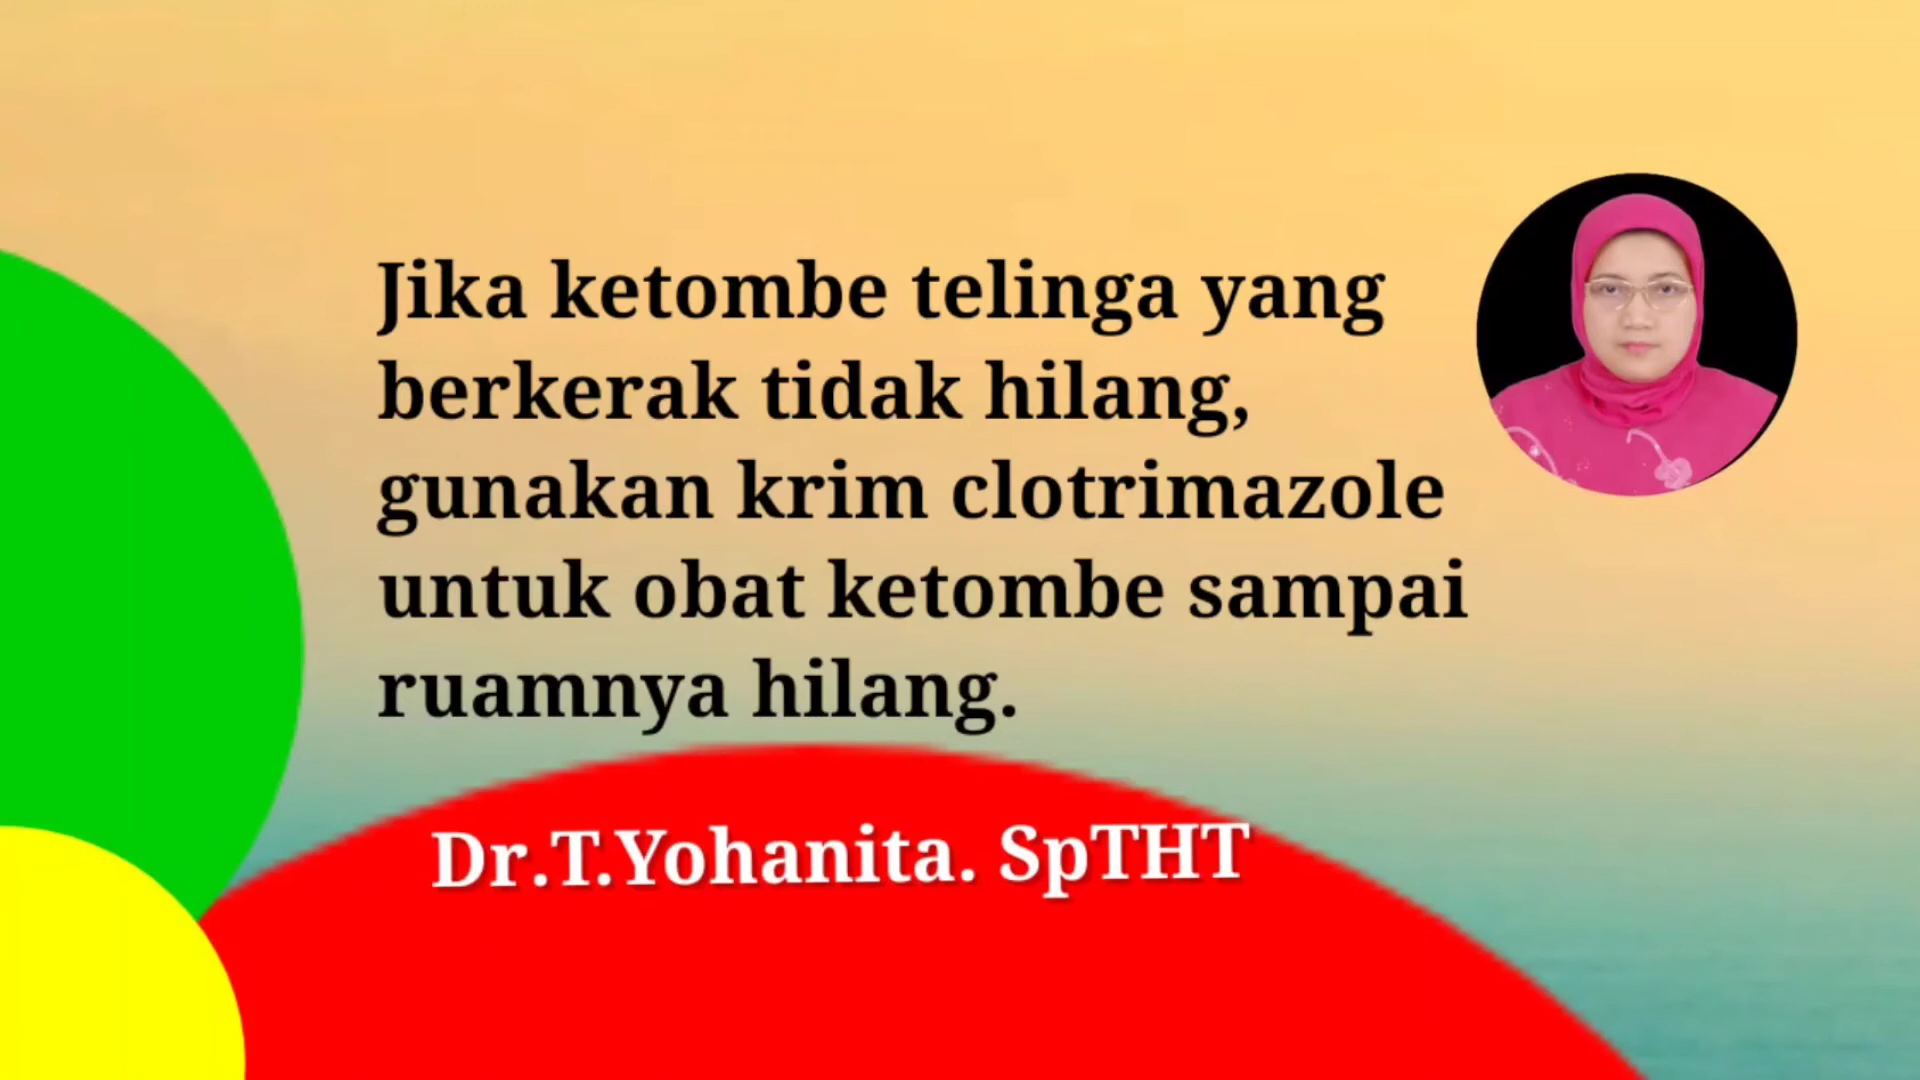 Jika ketombe telinga yang
berkerak tidak hilang,
gunakan krim clotrimazole
untuk obat ketombe sampai
ruamnya hilang.
Dr.T.Yohanita. SpTHT